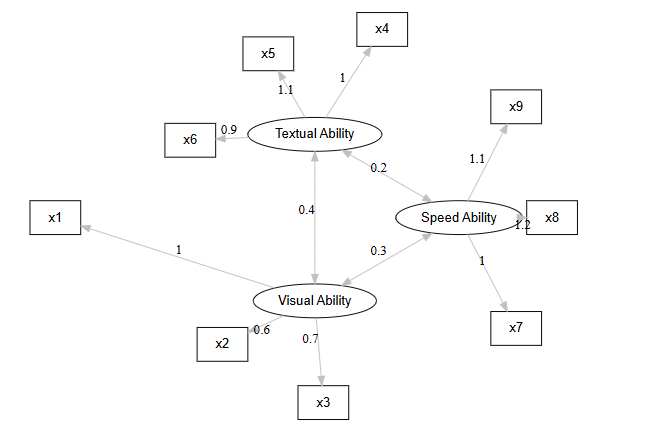 x4
x5
1
1.1
x9
0.9
Textual Ability
x6
1.1
0.2
0.4
x1
Speed Ability
x8
1.2
1
0.3
1
Visual Ability
x7
0.6
0.7
x2
x3